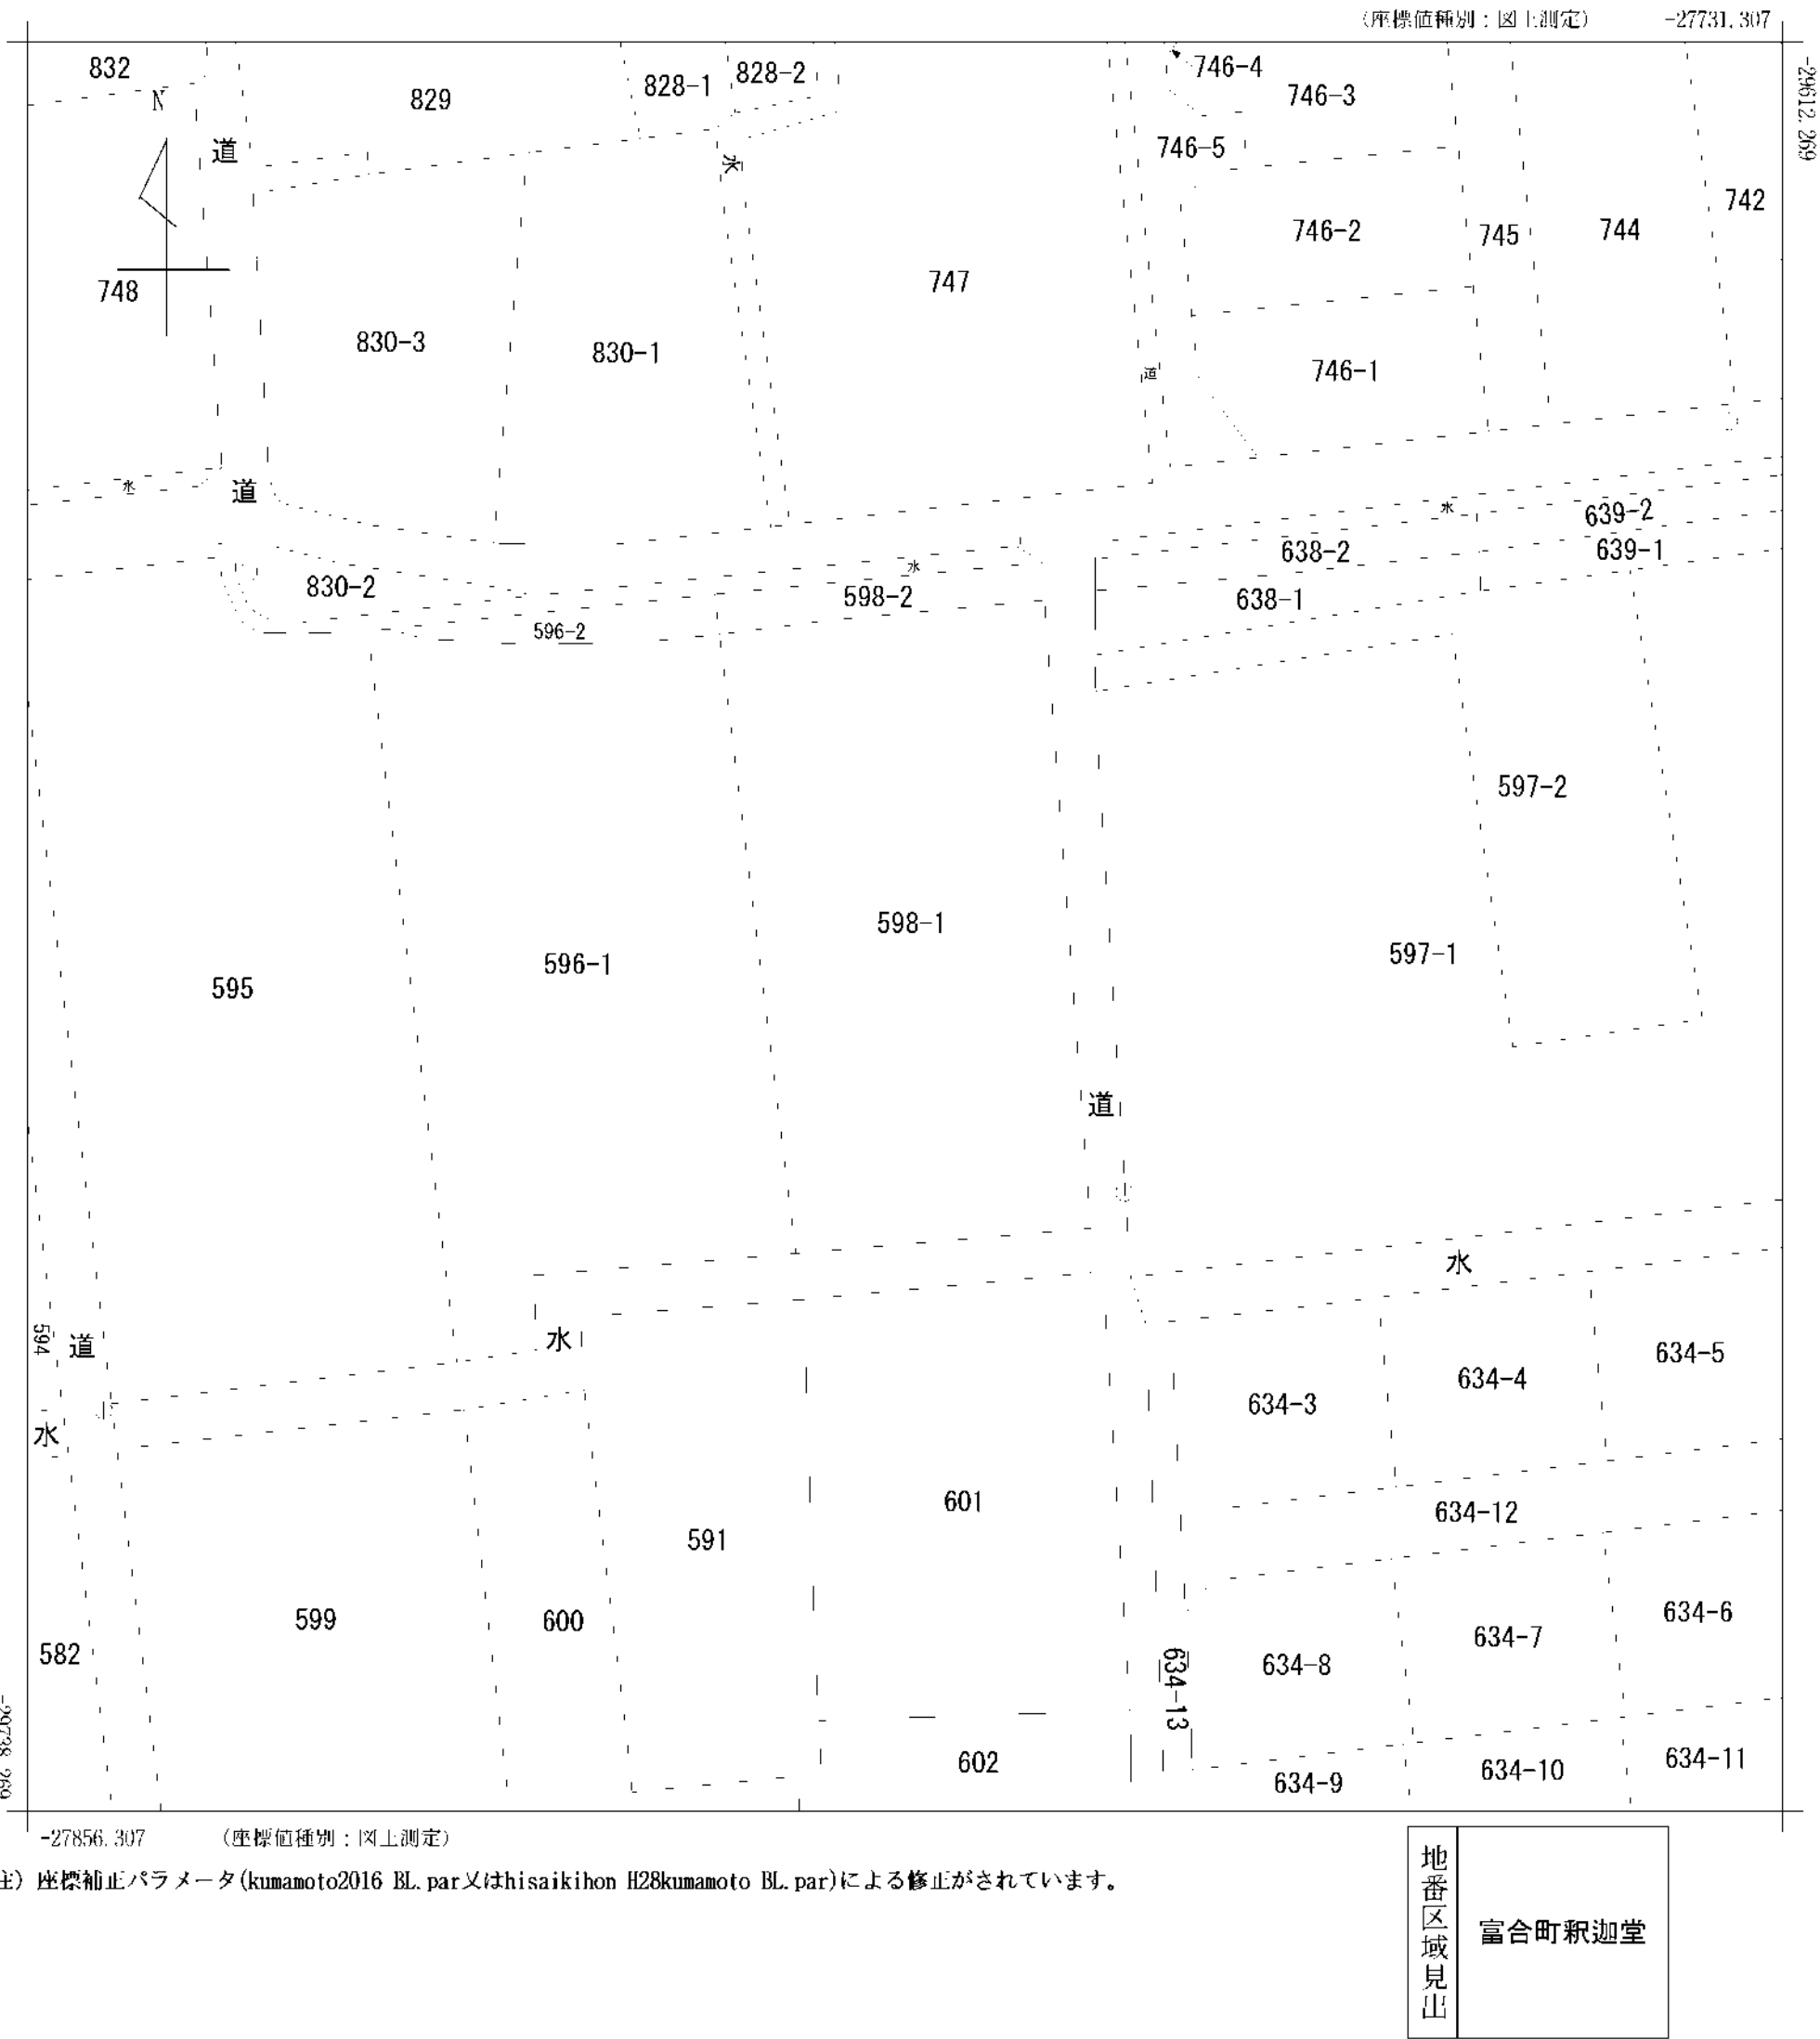 (座標値種別：図上測定) -27731.307
-29612.269
832
N
道
829
828-1
828-2
水
746-4
746-3
746-5
742
746-2
745
744
747
748
830-3
830-1
746-1
道
水
道
水
639-2
638-2
639-1
水
830-2
598-2
638-1
596-2
597-2
598-1
597-1
596-1
595
道
水
594
道
水
634-5
634-4
634-3
水
601
634-12
591
599
600
634-6
634-7
634-8
582
634-13
602
634-11
634-10
634-9
-29738.269
-27856.307 (座標値種別：図上測定)
注) 座標補正パラメータ(kumamoto2016 BL.par又はhisaikihon H28kumamoto BL.par)による修正がされています。
地番区域見出
富合町釈迦堂